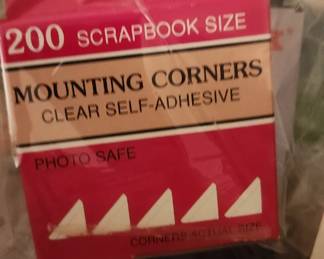 200 SCRAPBOOK SIZE
MOUNTING CORNERS
CLEAR SELF-ADHESIVE
PHOTO SAFE
CORNERS ACTUAL SIZE